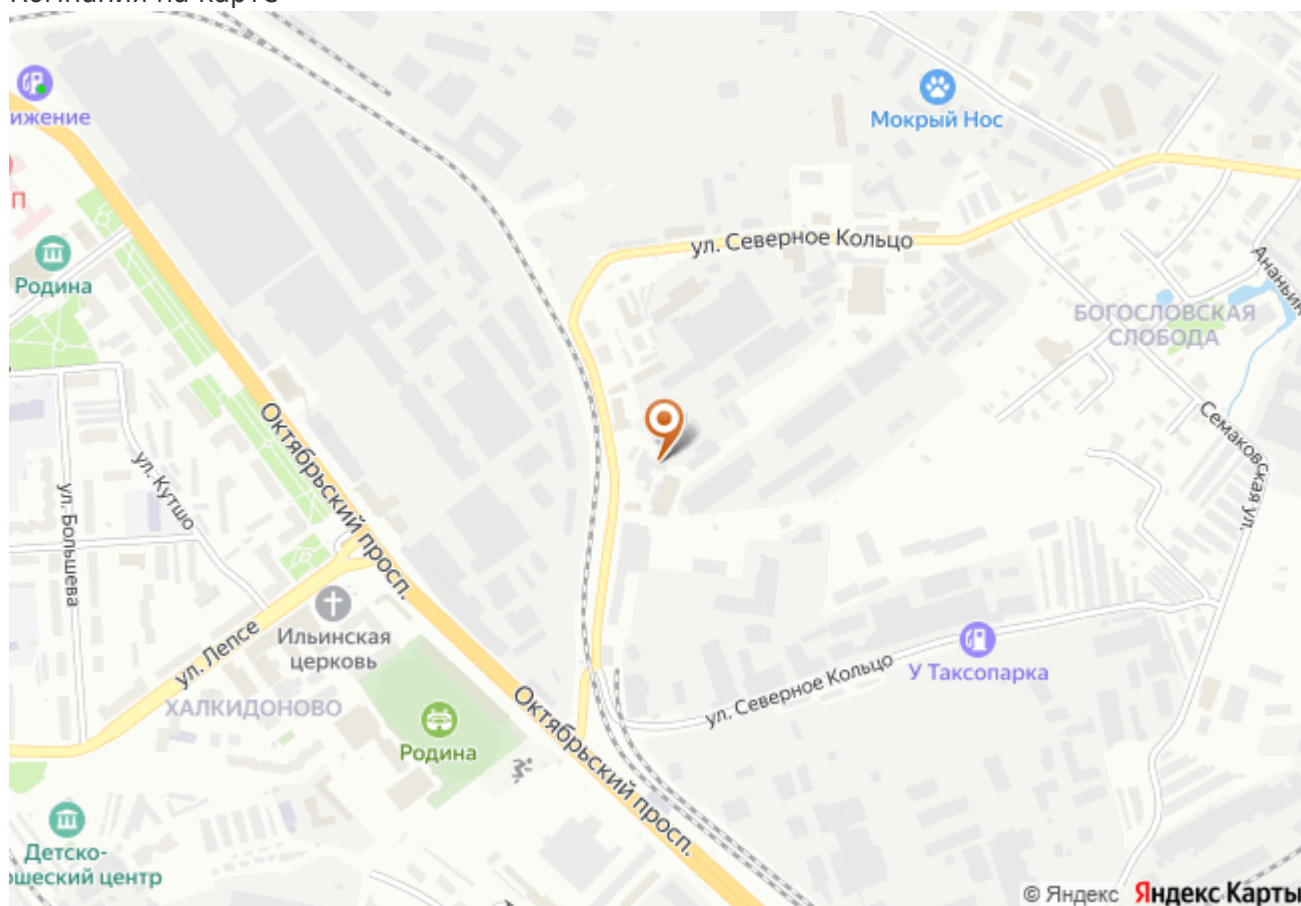 Компания на карте
ижение
Мокрый Нос
П
Родина
ул. Северное Кольцо
Ананьин
БОГОСЛОВСКАЯ
СЛОБОДА
Октябрьский просп.
Семаковская ул.
ул. Кутшо
ул. Большева
Ильинская
церковь
ул. Лепсе
У Таксопарка
ул. Северное Кольцо
ХАЛКИДОНОВО
Родина
Октябрьский просп.
Детско-
ошеский центр
© Яндекс Яндекс Карты